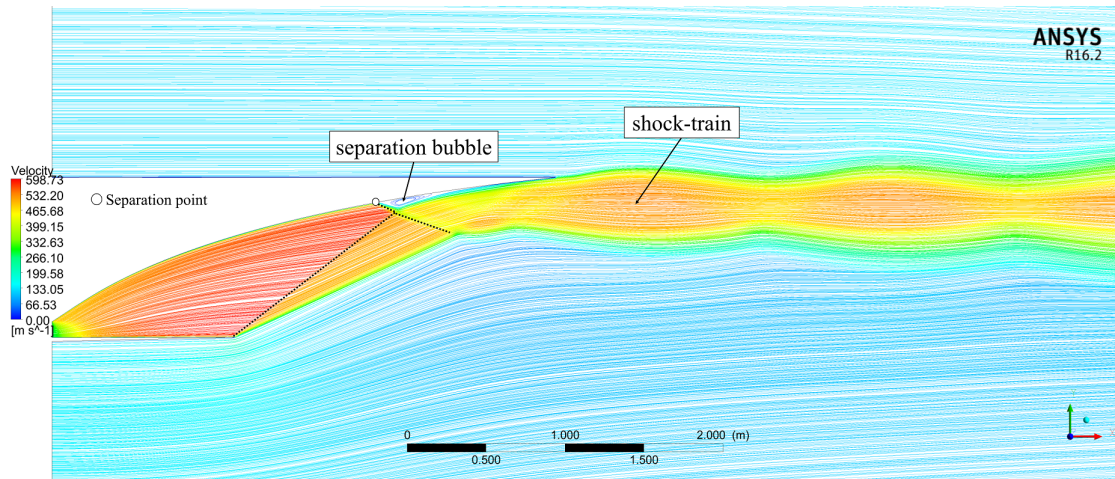 ANSYS
R16.2
shock-train
separation bubble
Velocity
598.73
532.20
465.68
399.15
332.63
266.10
199.58
133.05
66.53
0.00
[m s^-1]
Separation point
0 1.000 2.000 (m)
0.500 1.500